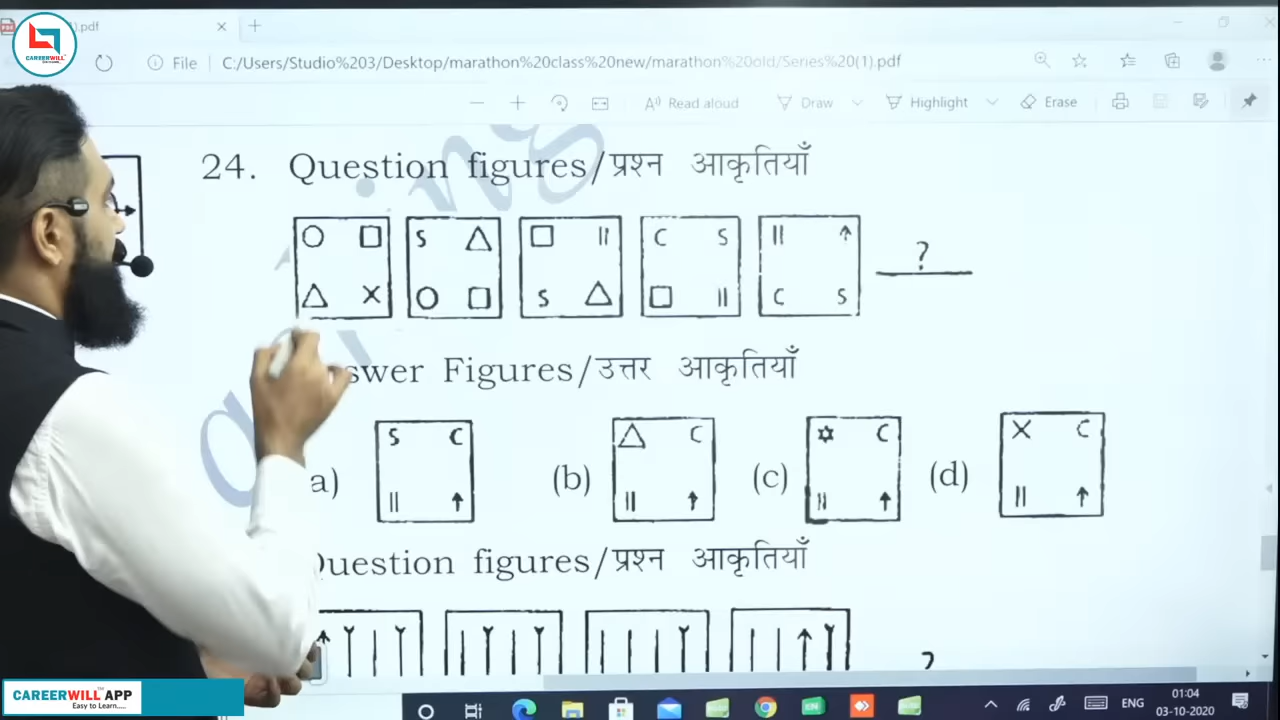 ).pdf
CAREERWILL
File C:/Users/Studio%203/Desktop/marathon%20class%20new/marathon%20old/Series%20(1).pdf
Read aloud Draw Highlight Erase
24. Question figures/प्रश्न आकृतियाँ
S
C S
C S
?
swer Figures/उत्तर आकृतियाँ
a) S C
(b) C
(c) C
(d) X C
Question figures/प्रश्न आकृतियाँ
?
CAREERWILL APP
Easy to Learn.....
ENG
01:04
03-10-2020